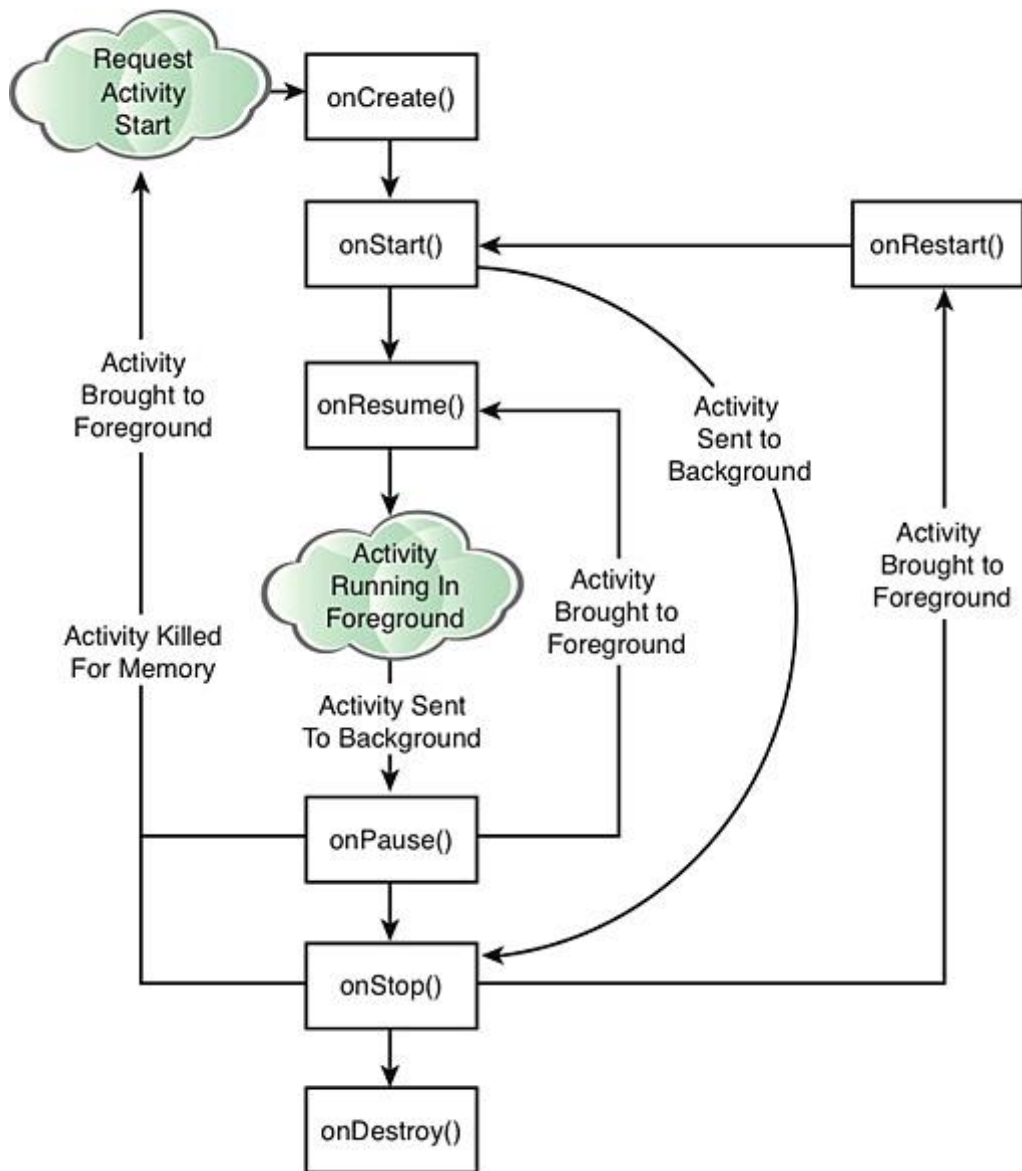 Request
Activity
Start
onCreate()
onStart()
onRestart()
Activity
Brought to
Foreground
onResume()
Activity
Sent to
Background
Activity
Running In
Foreground
Activity
Brought to
Foreground
Activity
Brought to
Foreground
Activity Killed
For Memory
Activity Sent
To Background
onPause()
onStop()
onDestroy()